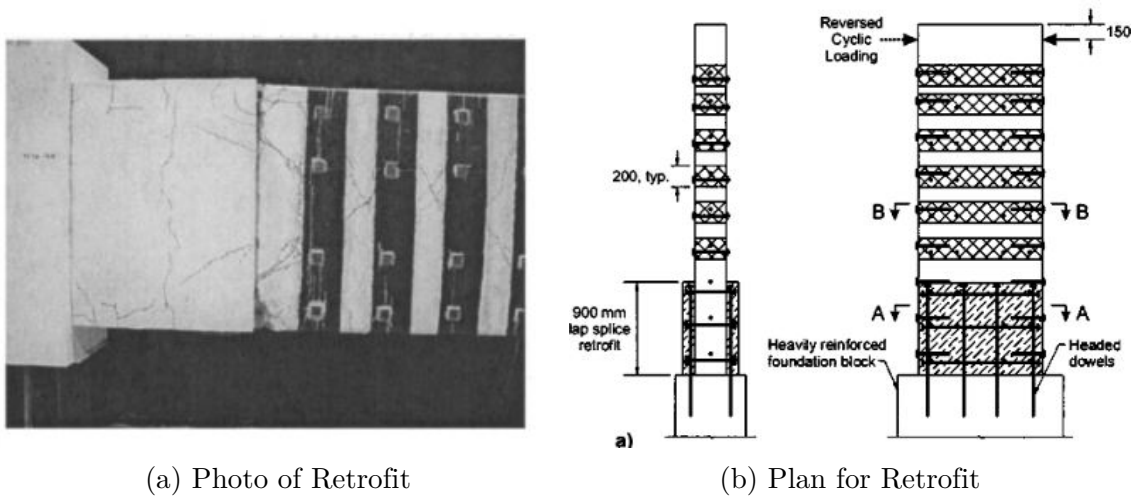 Reversed
Cyclic
Loading
150
200, typ.
B
B
900 mm
lap splice
retrofit
A
A
Heavily reinforced
foundation block
Headed
dowels
a)
(a) Photo of Retrofit
(b) Plan for Retrofit